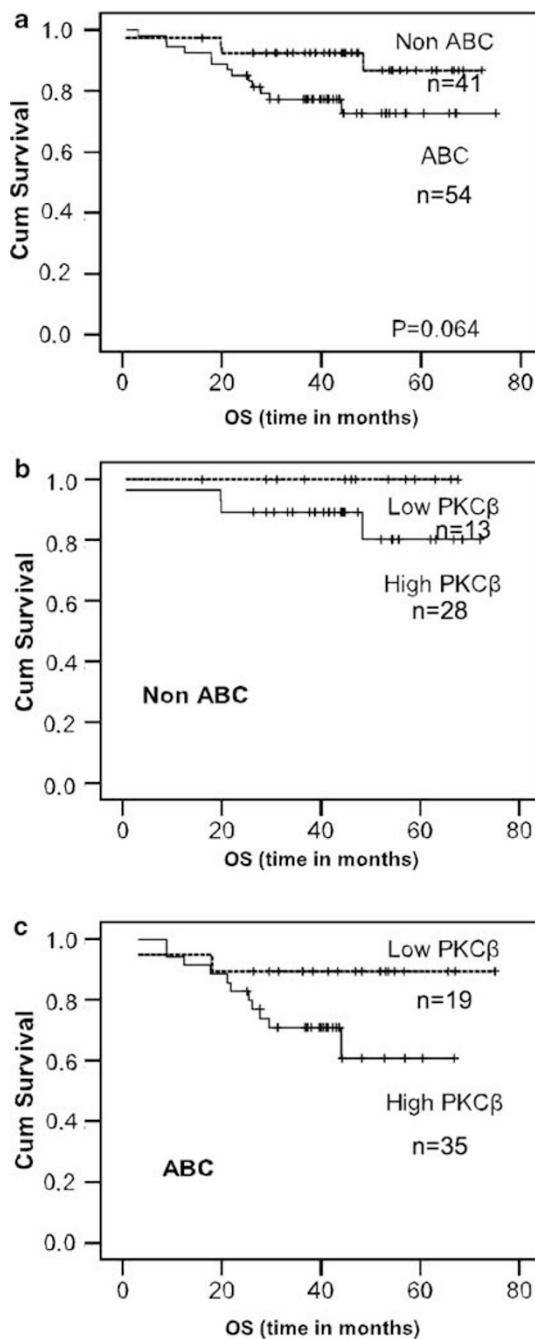 a
Cum Survival
1.0
0.8
0.6
0.4
0.2
0.0
Non ABC
n=41
ABC
n=54
P=0.064
0 20 40 60 80
OS (time in months)
b
Cum Survival
1.0
0.8
0.6
0.4
0.2
0.0
Low PKCβ
n=13
High PKCβ
n=28
Non ABC
0 20 40 60 80
OS (time in months)
c
Cum Survival
1.0
0.8
0.6
0.4
0.2
0.0
Low PKCβ
n=19
High PKCβ
n=35
ABC
0 20 40 60 80
OS (time in months)